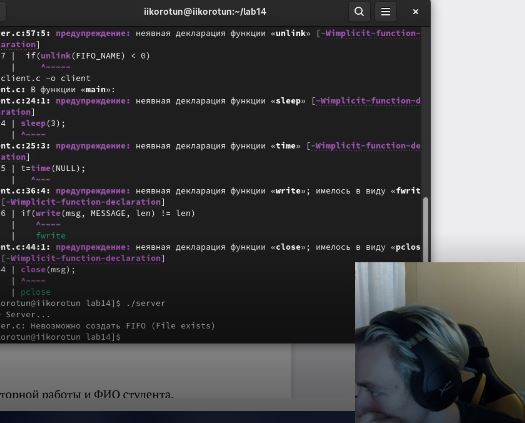 iikorotun@iikorotun:~/lab14
er.c:57:5: предупреждение: неявная декларация функции «unlink» [-Wimplicit-function-
aration]
7 | if(unlink(FIFO_NAME) < 0)
| ^~~~~~
client.c -o client
nt.c: В функции «main»:
nt.c:24:1: предупреждение: неявная декларация функции «sleep» [-Wimplicit-function-d
ration]
4 | sleep(3);
| ^~~~~
nt.c:25:3: предупреждение: неявная декларация функции «time» [-Wimplicit-function-de
ation]
5 | t=time(NULL);
| ^~~~
nt.c:36:4: предупреждение: неявная декларация функции «write»; имелось в виду «fwrit
[-Wimplicit-function-declaration]
6 | if(write(msg, MESSAGE, len) != len)
| ^~~~~
| fwrite
nt.c:44:1: предупреждение: неявная декларация функции «close»; имелось в виду «pclos
[-Wimplicit-function-declaration]
4 | close(msg);
| ^~~~~
| pclose
korotun@iikorotun lab14]$ ./server
Server...
er.c: Невозможно создать FIFO (File exists)
korotun@iikorotun lab14]$
торной работы и ФИО студента.